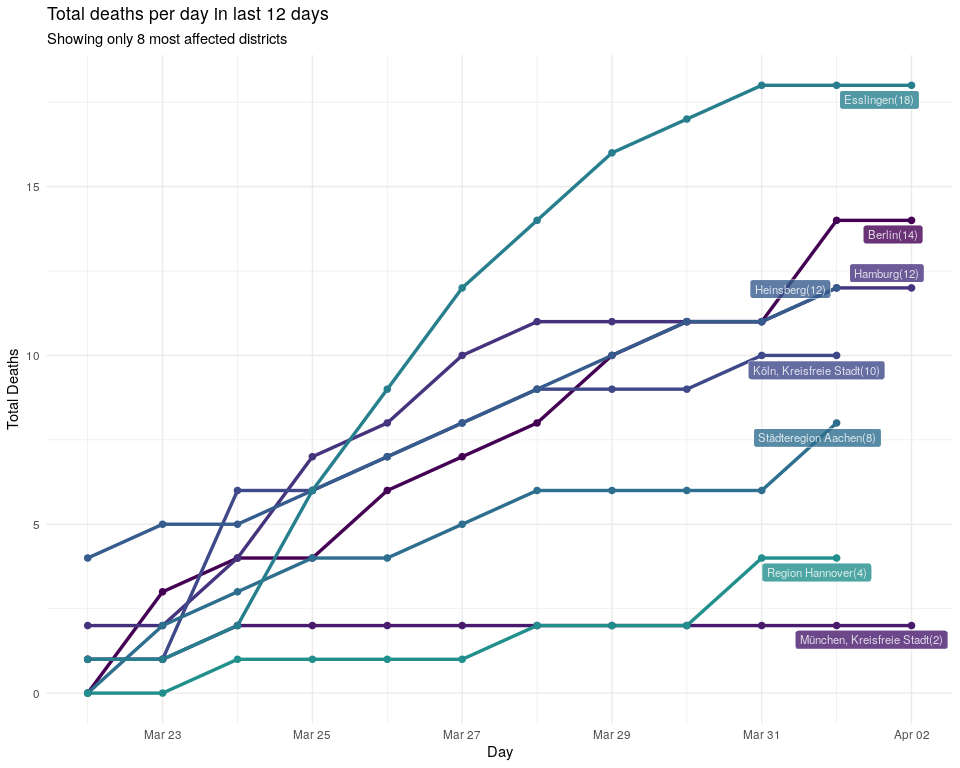 Total deaths per day in last 12 days
Showing only 8 most affected districts
Esslingen(18)
15
Berlin(14)
Hamburg(12)
Heinsberg(12)
10
Köln, Kreisfreie Stadt(10)
Total Deaths
Städteregion Aachen(8)
5
Region Hannover(4)
München, Kreisfreie Stadt(2)
0
Mar 23 Mar 25 Mar 27 Mar 29 Mar 31 Apr 02
Day